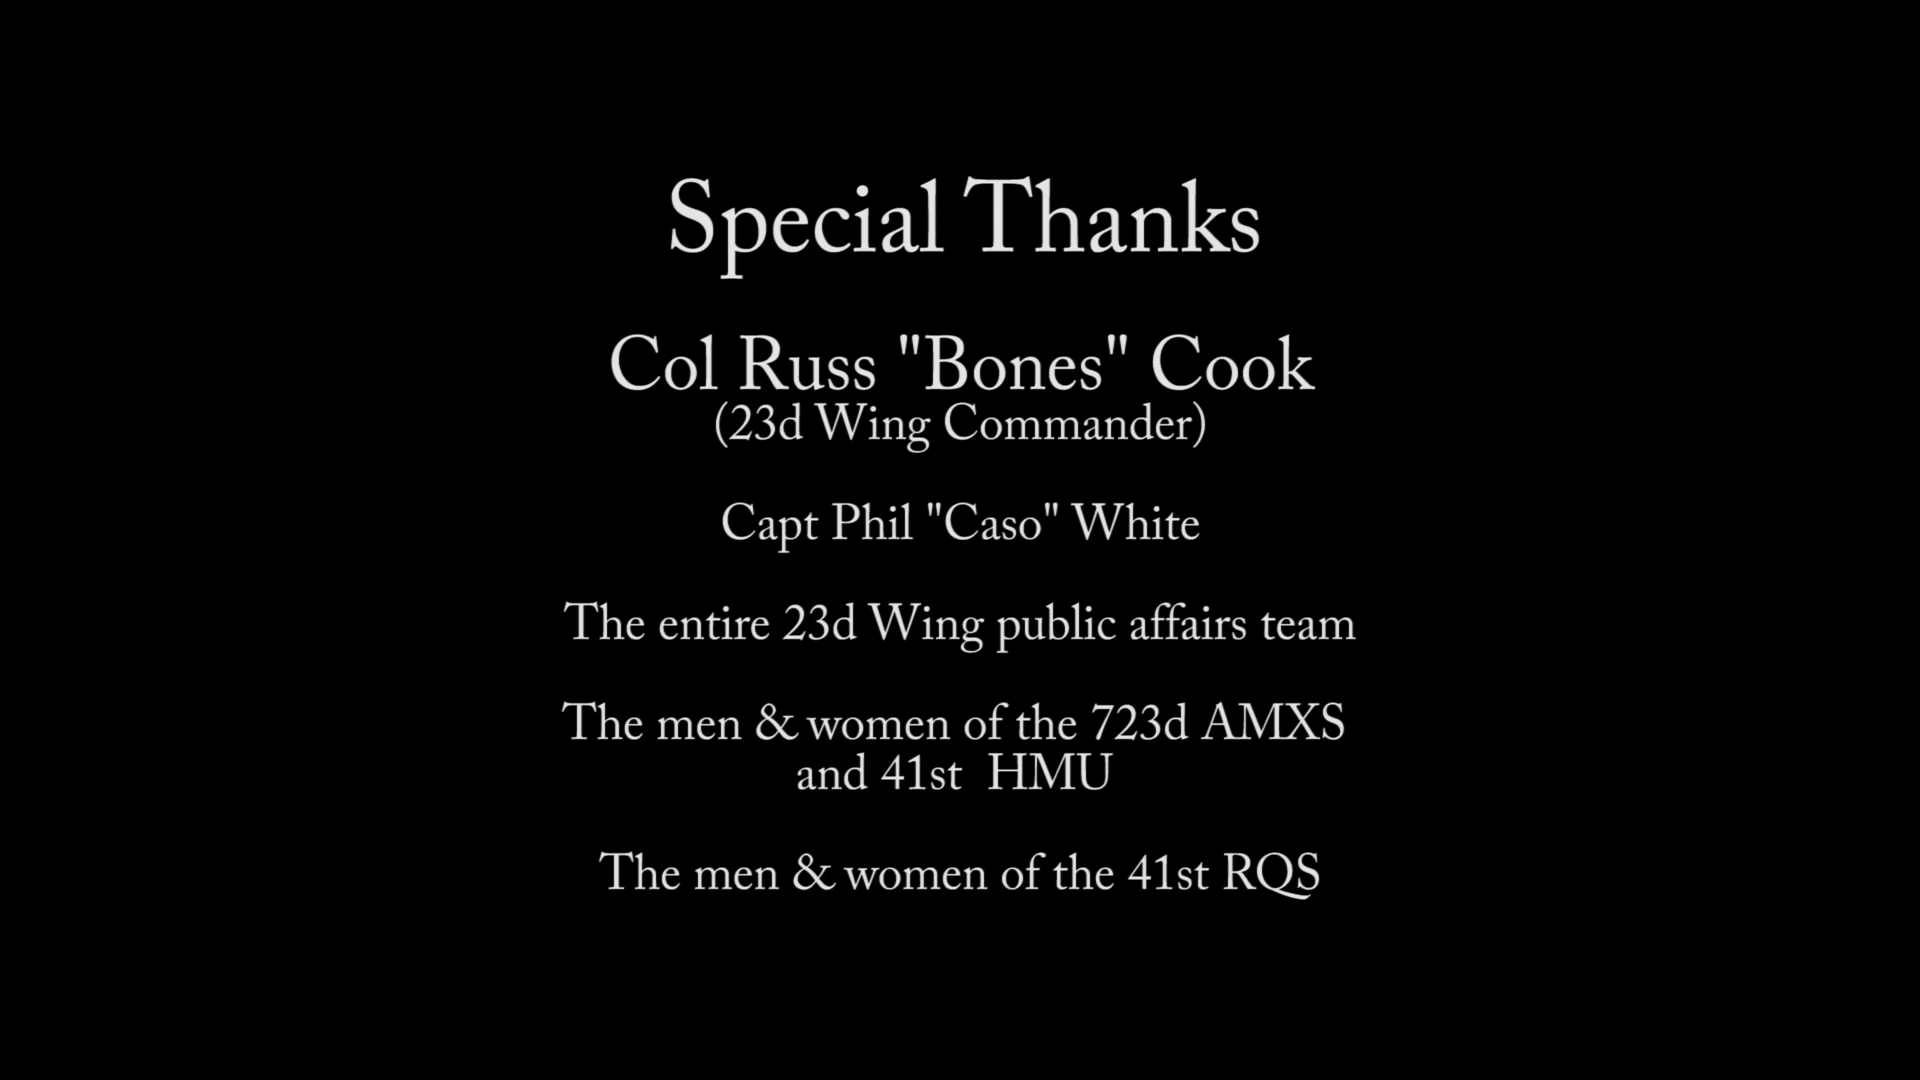 Special Thanks
Col Russ "Bones" Cook
(23d Wing Commander)
Capt Phil "Caso" White
The entire 23d Wing public affairs team
The men & women of the 723d AMXS
and 41st  HMU
The men & women of the 41st RQS